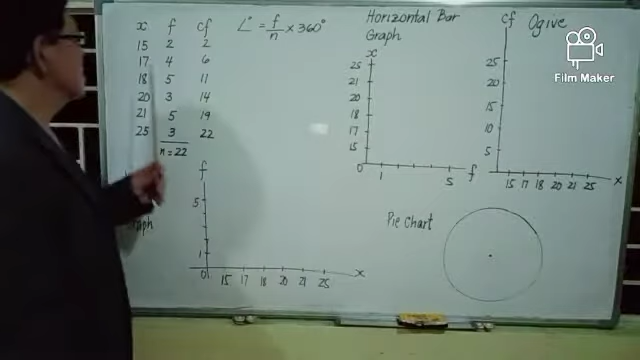 x f cf
15 2 2
17 4 6
18 5 11
20 3 14
21 5 19
25 3 22
n = 22
∠° = f/n × 360°
Horizontal Bar
Graph
x
25
21
20
18
17
15
0 1 5 f
cf Ogive
25
20
15
10
5
15 17 18 20 21 25 x
Film Maker
f
5
1
0 15 17 18 20 21 25 x
Pie Chart